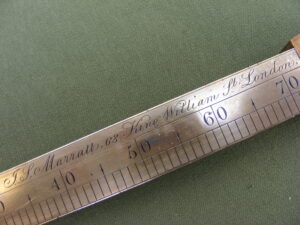 J.S. Marratt, 63 King William St. London.
40 50 60 70